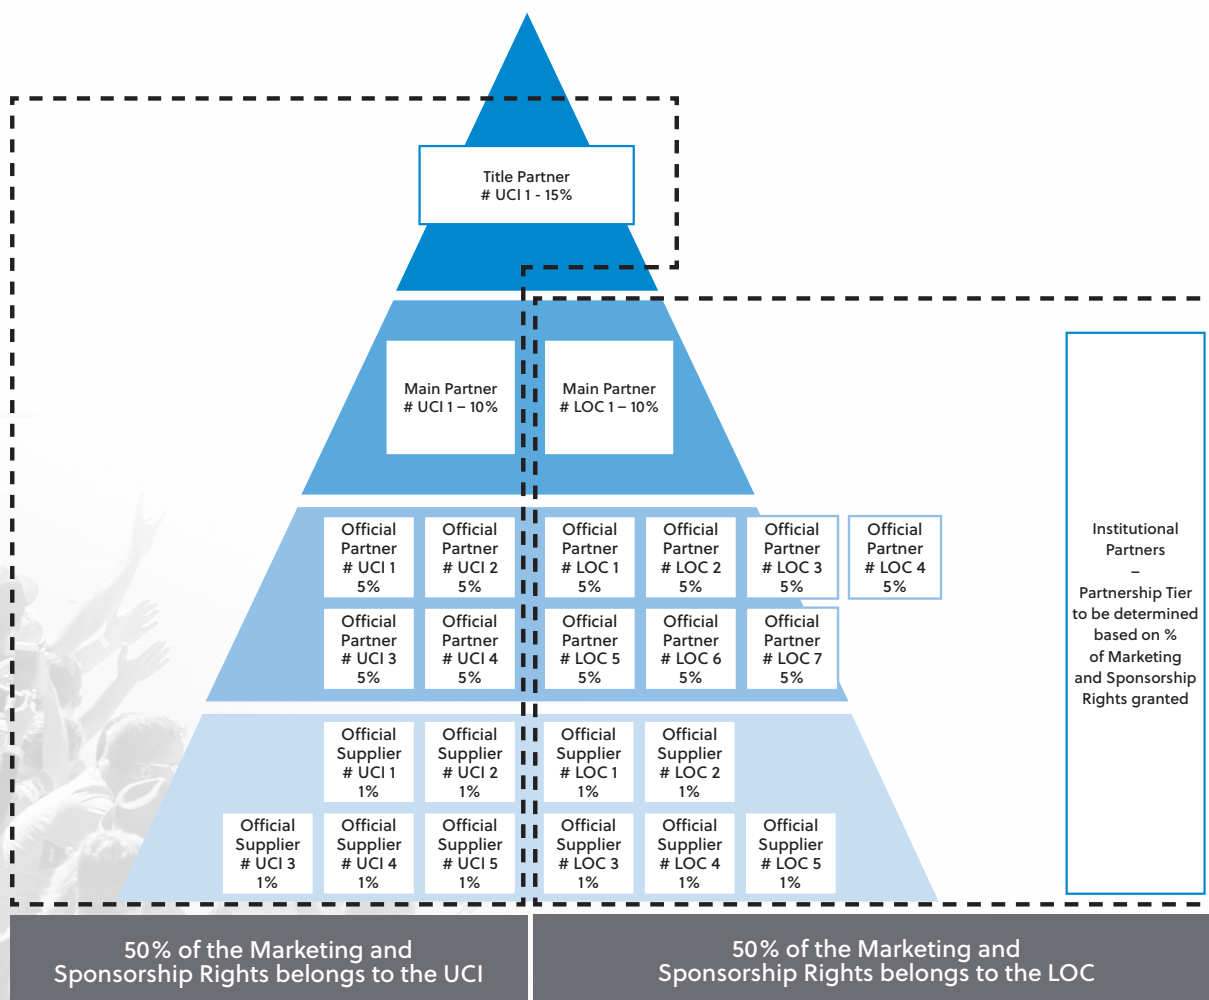 Title Partner
# UCI 1 - 15%
Main Partner
# UCI 1 – 10%
Main Partner
# LOC 1 – 10%
Official
Partner
# UCI 1
5%
Official
Partner
# UCI 2
5%
Official
Partner
# LOC 1
5%
Official
Partner
# LOC 2
5%
Official
Partner
# LOC 3
5%
Official
Partner
# LOC 4
5%
Official
Partner
# UCI 3
5%
Official
Partner
# UCI 4
5%
Official
Partner
# LOC 5
5%
Official
Partner
# LOC 6
5%
Official
Partner
# LOC 7
5%
Official
Supplier
# UCI 1
1%
Official
Supplier
# UCI 2
1%
Official
Supplier
# LOC 1
1%
Official
Supplier
# LOC 2
1%
Official
Supplier
# UCI 3
1%
Official
Supplier
# UCI 4
1%
Official
Supplier
# UCI 5
1%
Official
Supplier
# LOC 3
1%
Official
Supplier
# LOC 4
1%
Official
Supplier
# LOC 5
1%
Institutional
Partners
–
Partnership Tier
to be determined
based on %
of Marketing
and Sponsorship
Rights granted
50% of the Marketing and
Sponsorship Rights belongs to the UCI
50% of the Marketing and
Sponsorship Rights belongs to the LOC